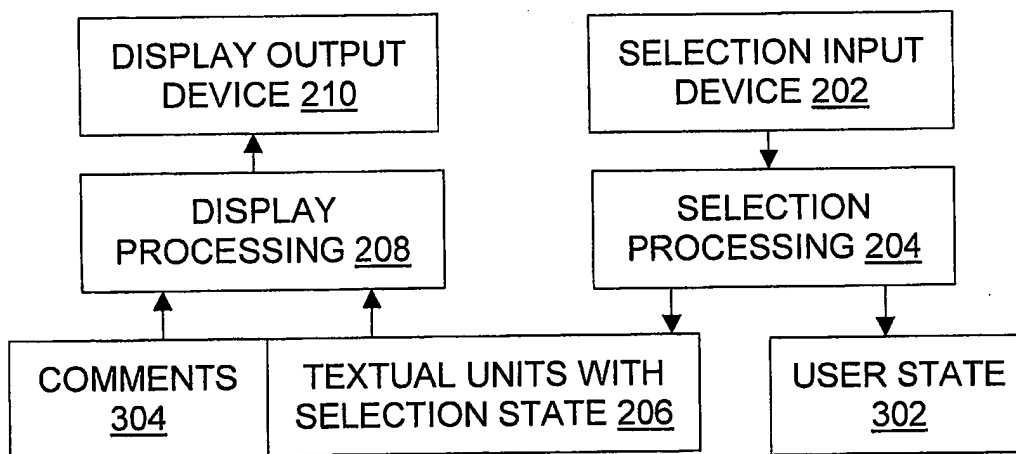 DISPLAY OUTPUT
DEVICE 210
SELECTION INPUT
DEVICE 202
DISPLAY
PROCESSING 208
SELECTION
PROCESSING 204
COMMENTS
304
TEXTUAL UNITS WITH
SELECTION STATE 206
USER STATE
302